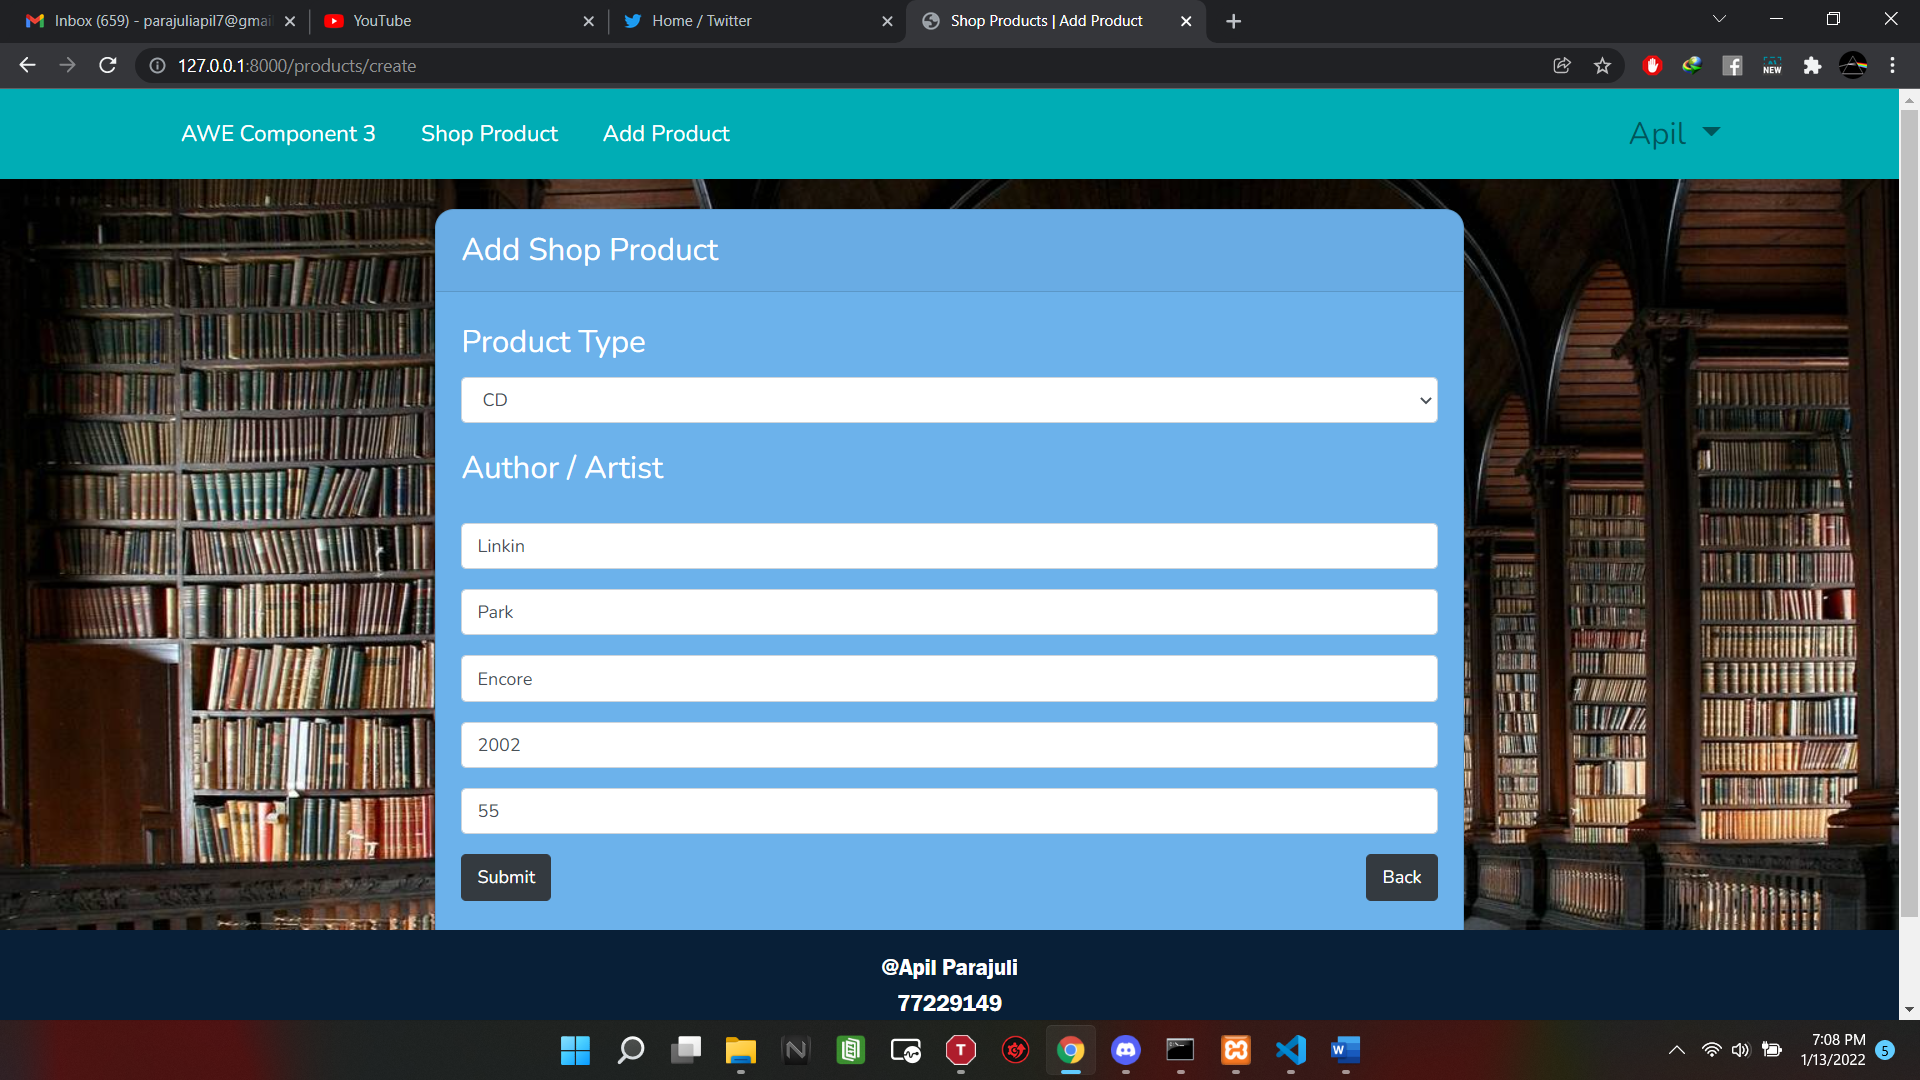 Inbox (659) - parajuliapil7@gmai
YouTube
Home / Twitter
Shop Products | Add Product
127.0.0.1:8000/products/create
NEW
AWE Component 3
Shop Product
Add Product
Apil
Add Shop Product
Product Type
CD
Author / Artist
Linkin
Park
Encore
2002
55
Submit
Back
@Apil Parajuli
77229149
7:08 PM
1/13/2022
5